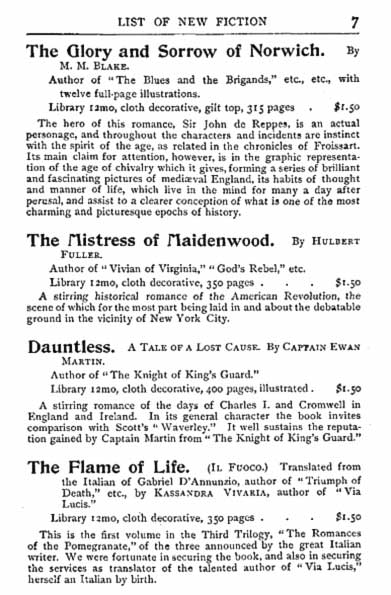 LIST OF NEW FICTION 7
The Glory and Sorrow of Norwich. By
M. M. BLAKE.
Author of "The Blues and the Brigands," etc., etc., with
twelve full-page illustrations.
Library 12mo, cloth decorative, gilt top, 315 pages . $1.50
The hero of this romance, Sir John de Reppes, is an actual
personage, and throughout the characters and incidents are instinct
with the spirit of the age, as related in the chronicles of Froissart.
Its main claim for attention, however, is in the graphic representa-
tion of the age of chivalry which it gives, forming a series of brilliant
and fascinating pictures of mediæval England, its habits of thought
and manner of life, which live in the mind for many a day after
perusal, and assist to a clearer conception of what is one of the most
charming and picturesque epochs of history.
The Mistress of Maidenwood. By HULBERT
FULLER.
Author of "Vivian of Virginia," "God's Rebel," etc.
Library 12mo, cloth decorative, 350 pages . . . $1.50
A stirring historical romance of the American Revolution, the
scene of which for the most part being laid in and about the debatable
ground in the vicinity of New York City.
Dauntless. A TALE OF A LOST CAUSE. By CAPTAIN EWAN
MARTIN.
Author of "The Knight of King's Guard."
Library 12mo, cloth decorative, 400 pages, illustrated . $1.50
A stirring romance of the days of Charles I. and Cromwell in
England and Ireland. In its general character the book invites
comparison with Scott's "Waverley." It well sustains the reputa-
tion gained by Captain Martin from "The Knight of King's Guard."
The Flame of Life. (IL FUOCO.) Translated from
the Italian of Gabriel D'Annunzio, author of "Triumph of
Death," etc., by KASSANDRA VIVARIA, author of "Via
Lucis."
Library 12mo, cloth decorative, 350 pages . . . $1.50
This is the first volume in the Third Trilogy, "The Romances
of the Pomegranate," of the three announced by the great Italian
writer. We were fortunate in securing the book, and also in securing
the services as translator of the talented author of "Via Lucis,"
herself an Italian by birth.